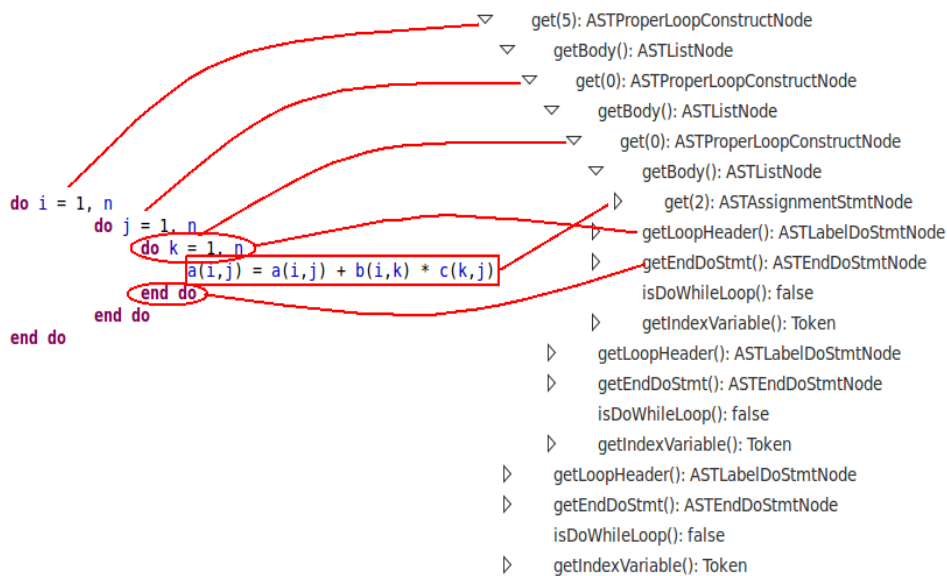 do i = 1, n
do j = 1, n
do k = 1, n
a(i,j) = a(i,j) + b(i,k) * c(k,j)
end do
end do
end do
get(5): ASTProperLoopConstructNode
getBody(): ASTListNode
get(0): ASTProperLoopConstructNode
getBody(): ASTListNode
get(0): ASTProperLoopConstructNode
getBody(): ASTListNode
get(2): ASTAssignmentStmtNode
getLoopHeader(): ASTLabelDoStmtNode
getEndDoStmt(): ASTEndDoStmtNode
isDoWhileLoop(): false
getIndexVariable(): Token
getLoopHeader(): ASTLabelDoStmtNode
getEndDoStmt(): ASTEndDoStmtNode
isDoWhileLoop(): false
getIndexVariable(): Token
getLoopHeader(): ASTLabelDoStmtNode
getEndDoStmt(): ASTEndDoStmtNode
isDoWhileLoop(): false
getIndexVariable(): Token